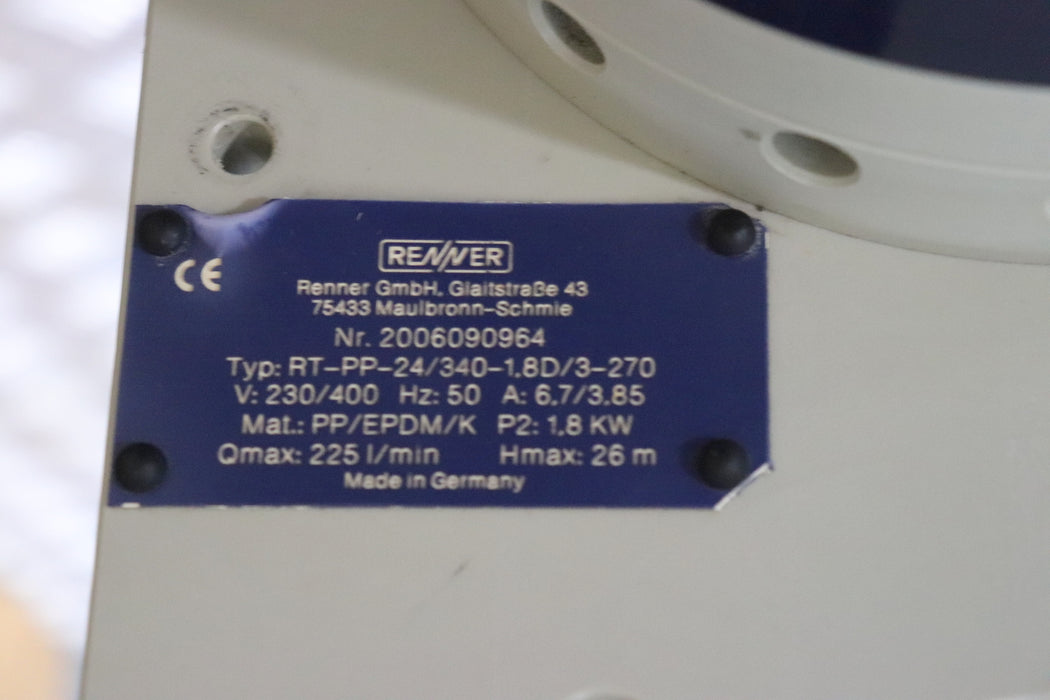 RENNER
CE
Renner GmbH, Glaitstraße 43
75433 Maulbronn-Schmie
Nr. 2006090964
Typ: RT-PP-24/340-1,8D/3-270
V: 230/400 Hz: 50 A: 6,7/3,85
Mat.: PP/EPDM/K P2: 1,8 KW
Qmax: 225 l/min Hmax: 26 m
Made in Germany